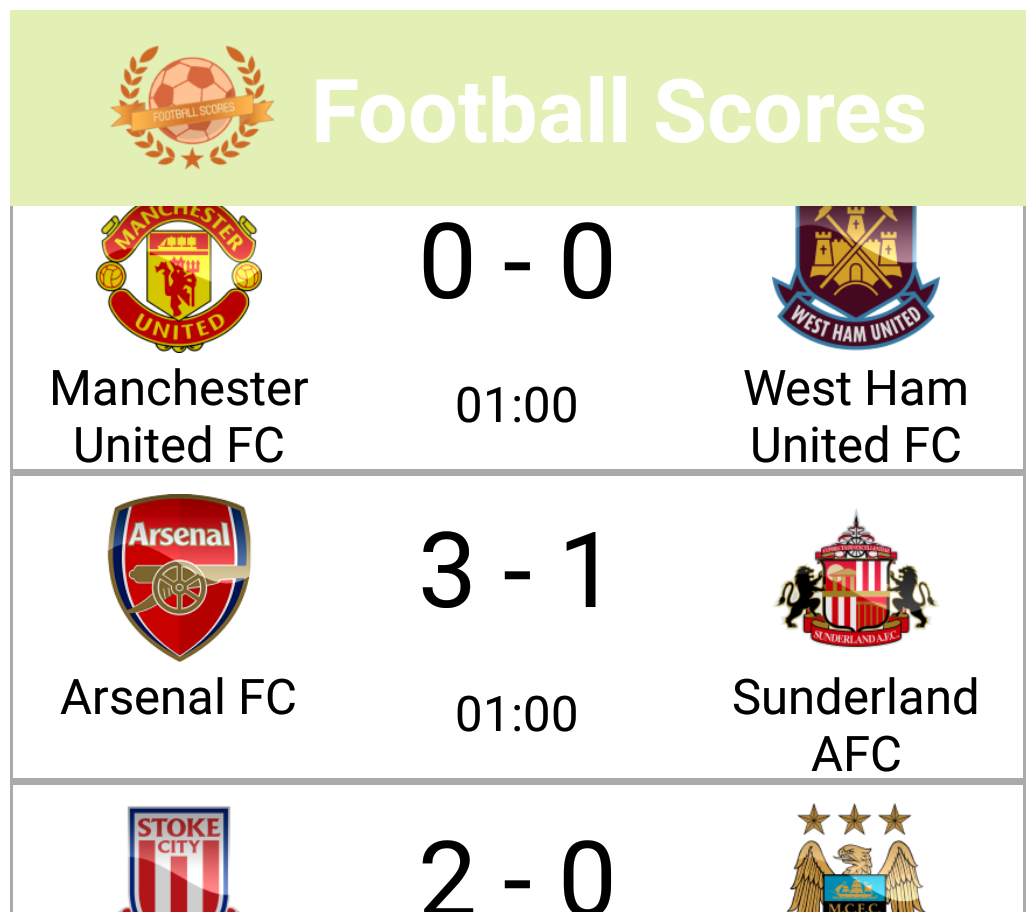 FOOTBALL SCORES
Football Scores
MANCHESTER
UNITED
0 - 0
WEST HAM UNITED
Manchester
United FC
01:00
West Ham
United FC
Arsenal
3 - 1
SUNDERLAND A.F.C.
Arsenal FC
01:00
Sunderland
AFC
STOKE
CITY
2 - 0
M.C.F.C.